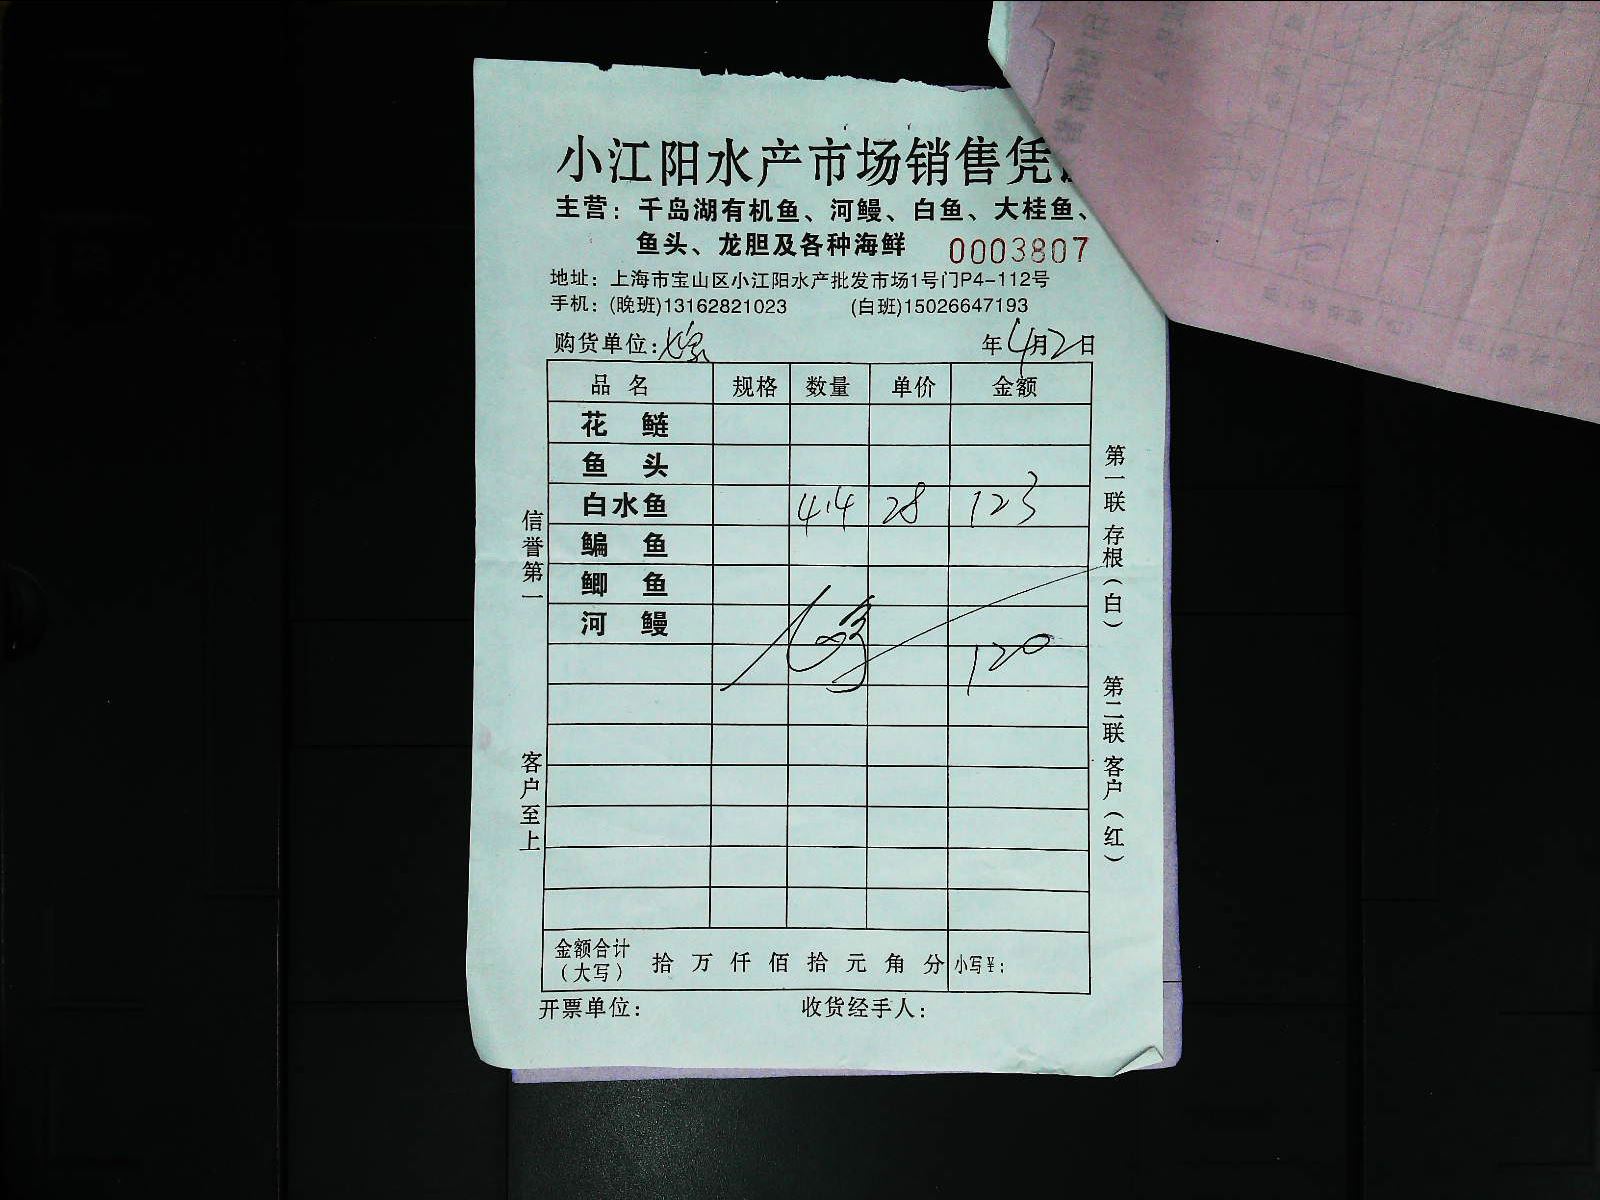 小江阳水产市场销售凭
主营：千岛湖有机鱼、河鳗、白鱼、大桂鱼、
鱼头、龙胆及各种海鲜 0003807
地址：上海市宝山区小江阳水产批发市场1号门P4-112号
手机：(晚班)13162821023 (白班)15026647193
购货单位： 年4月2日
品名 规格 数量 单价 金额
花鲢
鱼头
白水鱼 4.4 28 123
鳊鱼
鲫鱼
河鳗
120
金额合计（大写） 拾万仟佰拾元角分 小写¥：
开票单位： 收货经手人：
信誉第一
客户至上
第一联 存根（白）
第二联 客户（红）